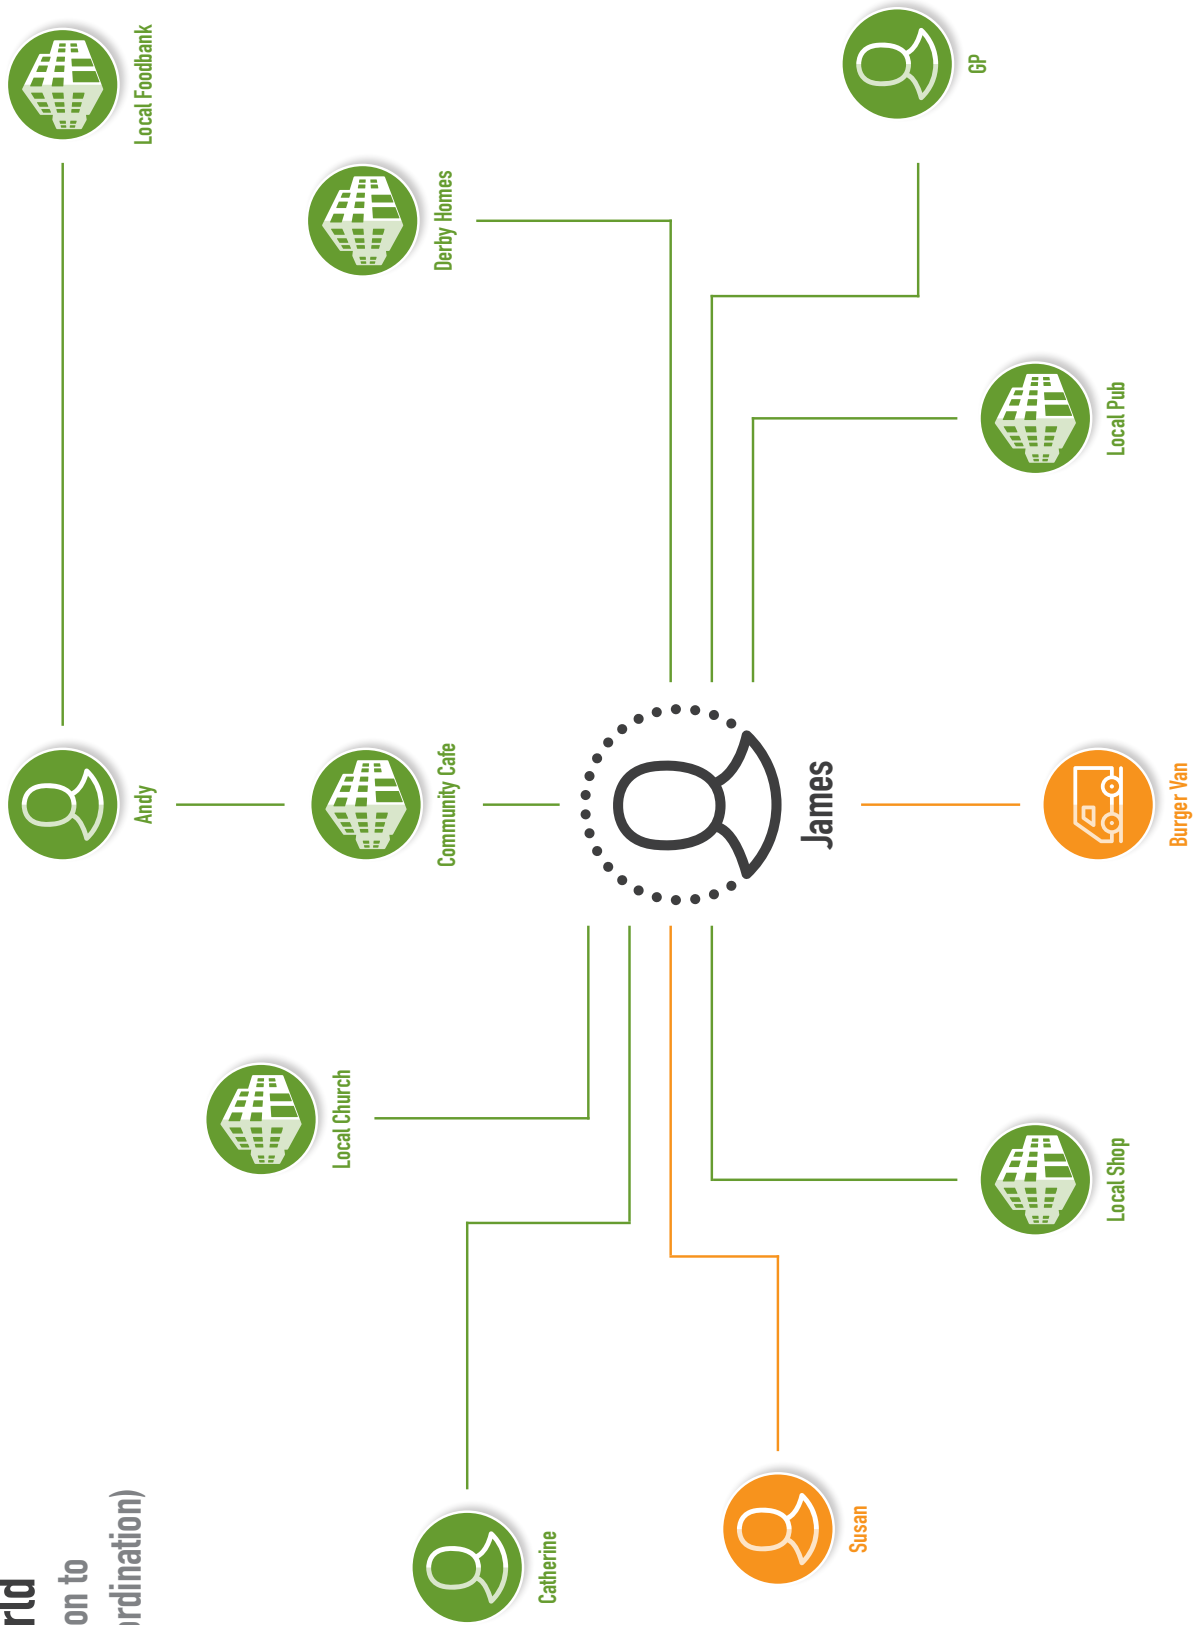 rld
on to
ordination)
Andy
Local Foodbank
Local Church
Community Cafe
Derby Homes
Catherine
James
Susan
GP
Local Shop
Local Pub
Burger Van